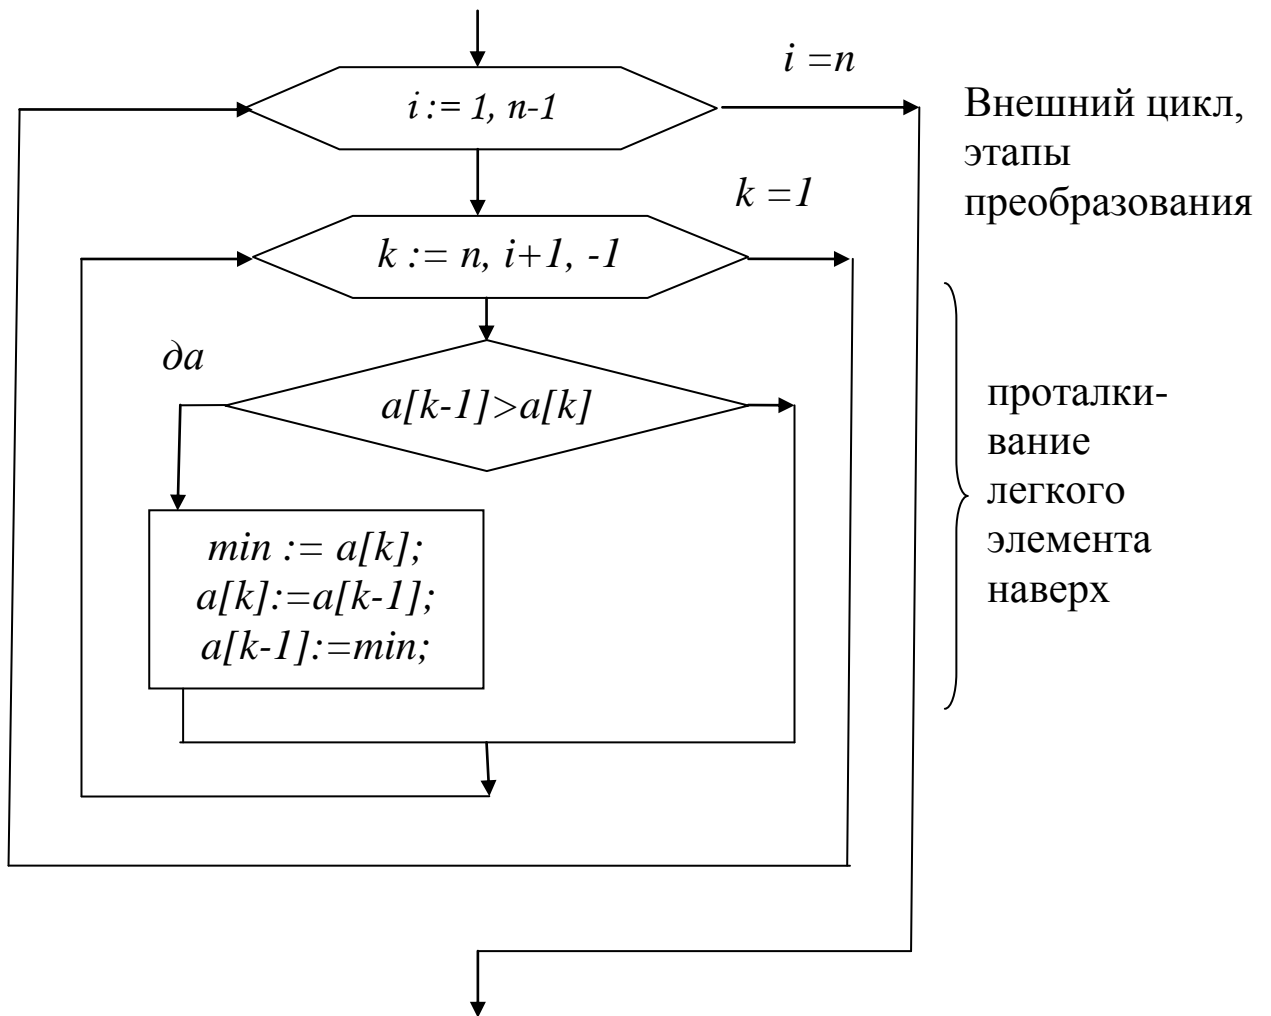 i =n
i := 1, n-1
Внешний цикл,
этапы
преобразования
k =1
k := n, i+1, -1
да
a[k-1]>a[k]
проталки-
вание
легкого
элемента
наверх
min := a[k];
a[k]:=a[k-1];
a[k-1]:=min;